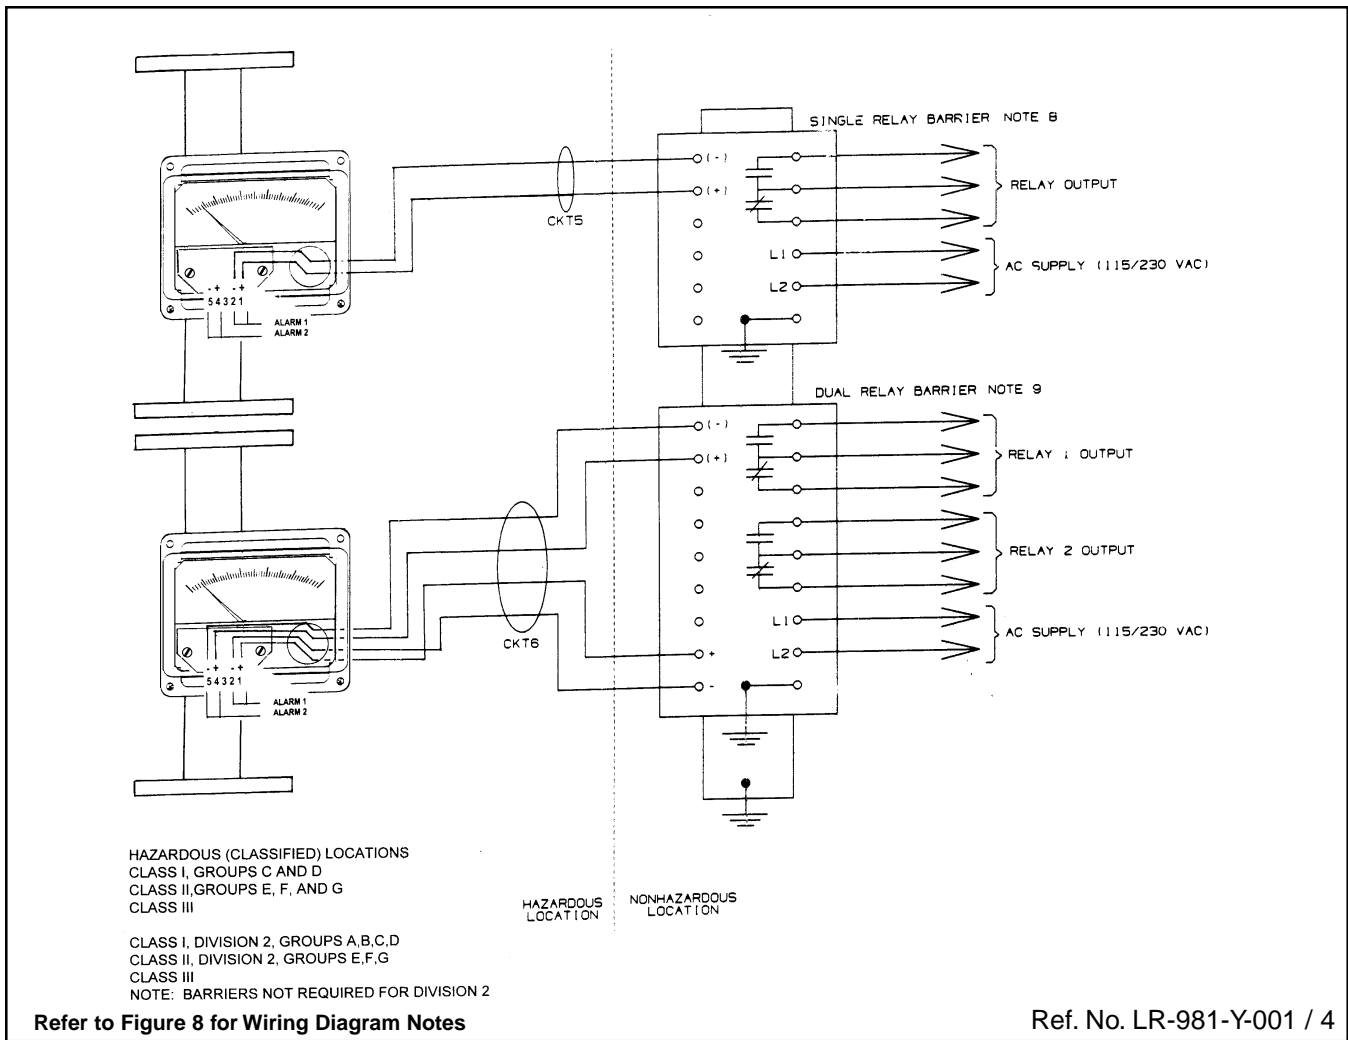 SINGLE RELAY BARRIER NOTE 8
(-)
(+)
RELAY OUTPUT
CKT5
L1
AC SUPPLY (115/230 VAC)
L2
- + - +
5 4 3 2 1
ALARM 1
ALARM 2
DUAL RELAY BARRIER NOTE 9
(-)
(+)
RELAY 1 OUTPUT
RELAY 2 OUTPUT
CKT6
L1
AC SUPPLY (115/230 VAC)
+
L2
-
- + - +
5 4 3 2 1
ALARM 1
ALARM 2
HAZARDOUS (CLASSIFIED) LOCATIONS
CLASS I, GROUPS C AND D
CLASS II,GROUPS E, F, AND G
CLASS III
HAZARDOUS LOCATION
NONHAZARDOUS LOCATION
CLASS I, DIVISION 2, GROUPS A,B,C,D
CLASS II, DIVISION 2, GROUPS E,F,G
CLASS III
NOTE: BARRIERS NOT REQUIRED FOR DIVISION 2
Refer to Figure 8 for Wiring Diagram Notes
Ref. No. LR-981-Y-001 / 4